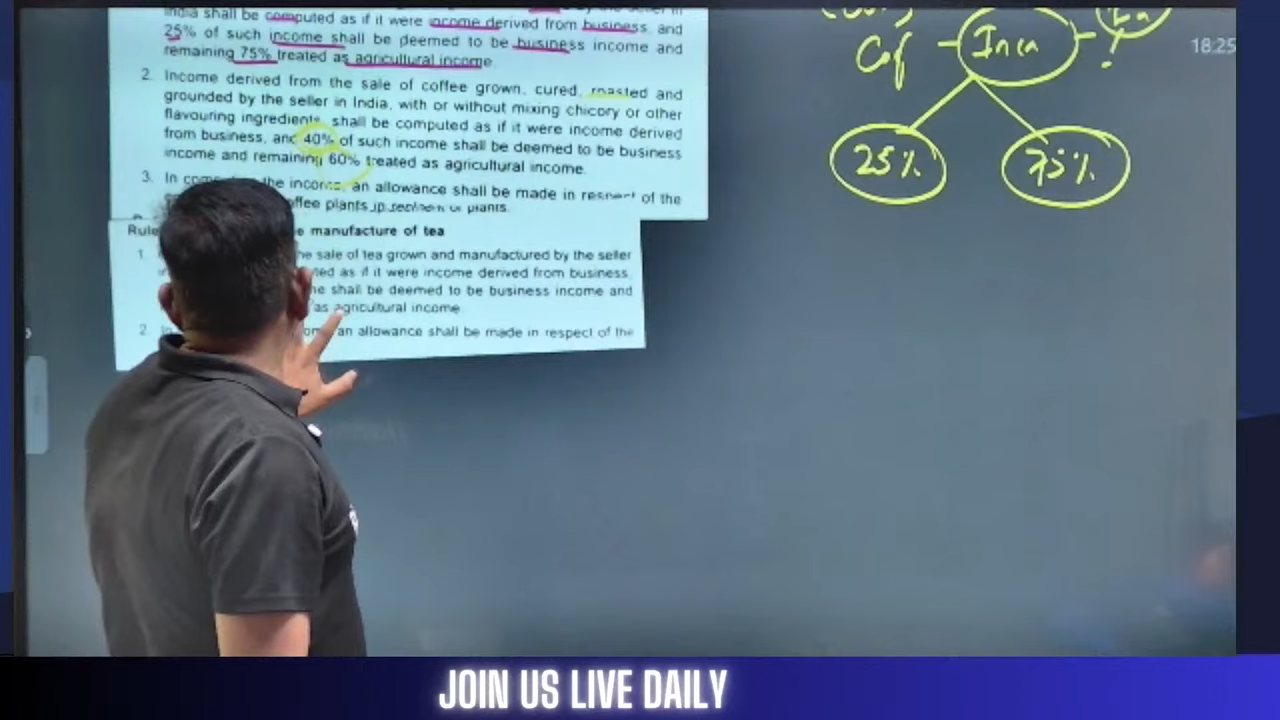 India shall be computed as if it were income derived from business, and
25% of such income shall be deemed to be business income and
remaining 75% treated as agricultural income.
2. Income derived from the sale of coffee grown, cured, roasted and
grounded by the seller in India, with or without mixing chicory or other
flavouring ingredients, shall be computed as if it were income derived
from business, and 40% of such income shall be deemed to be business
income and remaining 60% treated as agricultural income.
3. In the income, an allowance shall be made in respect of the
plants in of plants.
Rule manufacture of tea
1. the sale of tea grown and manufactured by the seller
as if it were income derived from business,
shall be deemed to be business income and
as agricultural income
2. an allowance shall be made in respect of the
Inc
25%
75%
18:25
JOIN US LIVE DAILY